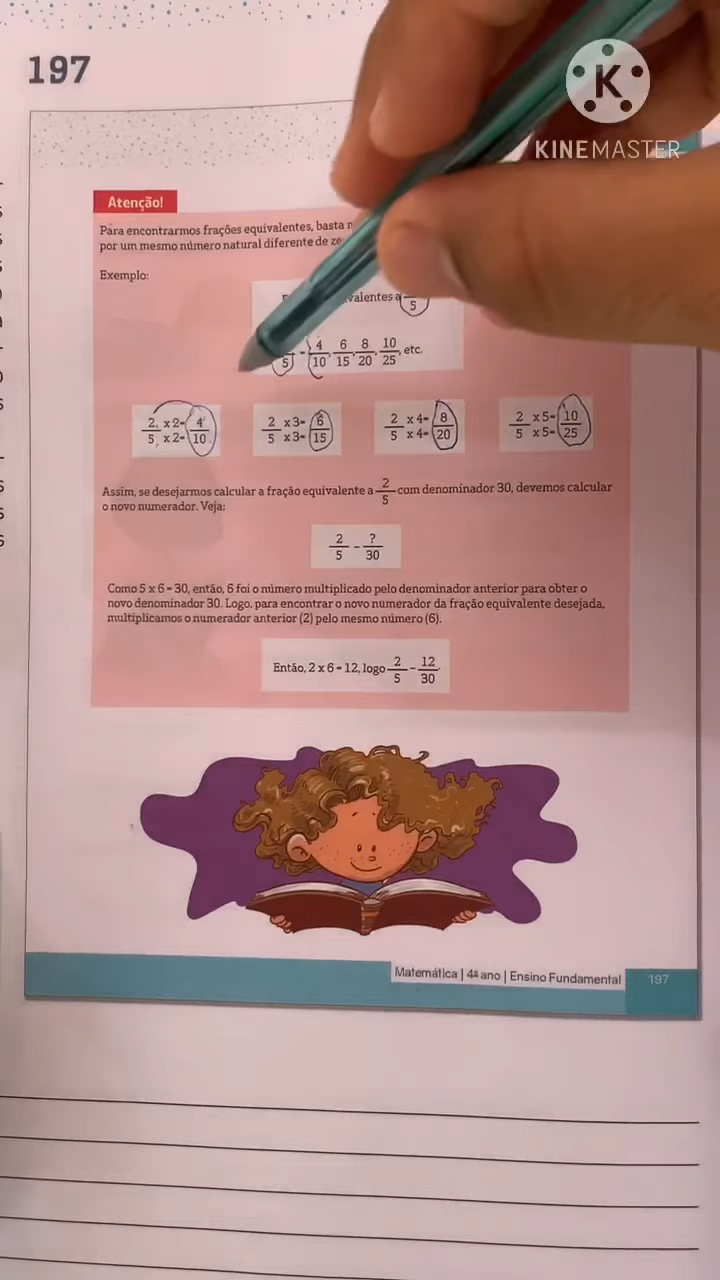 197
KINEMASTER
Atenção!
Para encontrarmos frações equivalentes, basta
por um mesmo número natural diferente de
Exemplo:
valentes a /5
/5 = 4/10, 6/15, 8/20, 10/25, etc.
2/5 x2= x2= 4/10 2/5 x3= x3= 6/15 2/5 x4= x4= 8/20 2/5 x5= x5= 10/25
Assim, se desejarmos calcular a fração equivalente a 2/5 com denominador 30, devemos calcular
o novo numerador. Veja:
2/5 = ?/30
Como 5 x 6 = 30, então, 6 foi o número multiplicado pelo denominador anterior para obter o
novo denominador 30. Logo, para encontrar o novo numerador da fração equivalente desejada,
multiplicamos o numerador anterior (2) pelo mesmo número (6).
Então, 2 x 6 = 12, logo 2/5 = 12/30.
Matemática | 4º ano | Ensino Fundamental 197